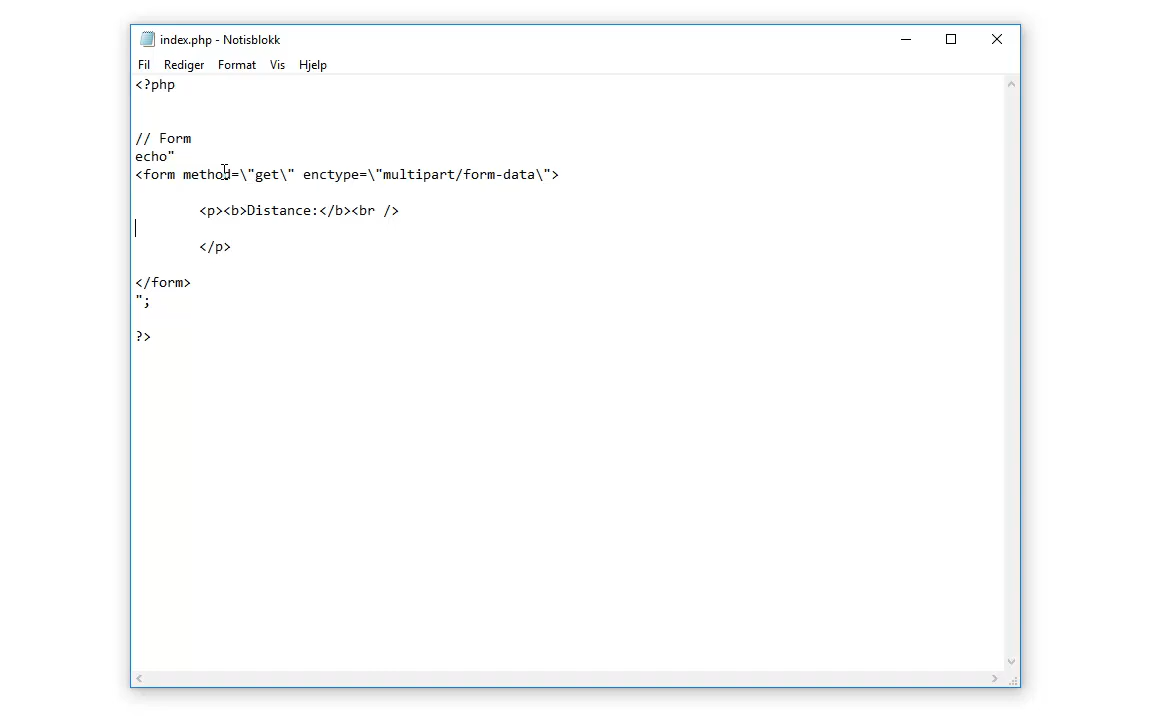 index.php - Notisblokk
Fil Rediger Format Vis Hjelp
<?php
// Form
echo"
<form method=\"get\" enctype=\"multipart/form-data\">
<p><b>Distance:</b><br />
</p>
</form>
";
?>